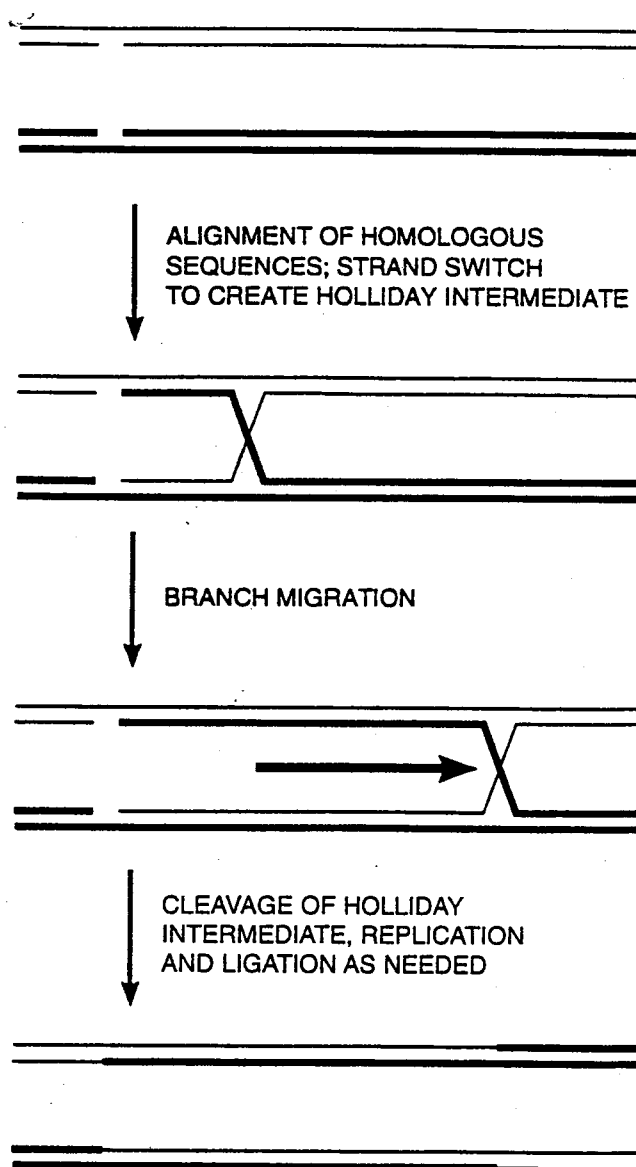 ALIGNMENT OF HOMOLOGOUS
SEQUENCES; STRAND SWITCH
TO CREATE HOLLIDAY INTERMEDIATE
BRANCH MIGRATION
CLEAVAGE OF HOLLIDAY
INTERMEDIATE, REPLICATION
AND LIGATION AS NEEDED